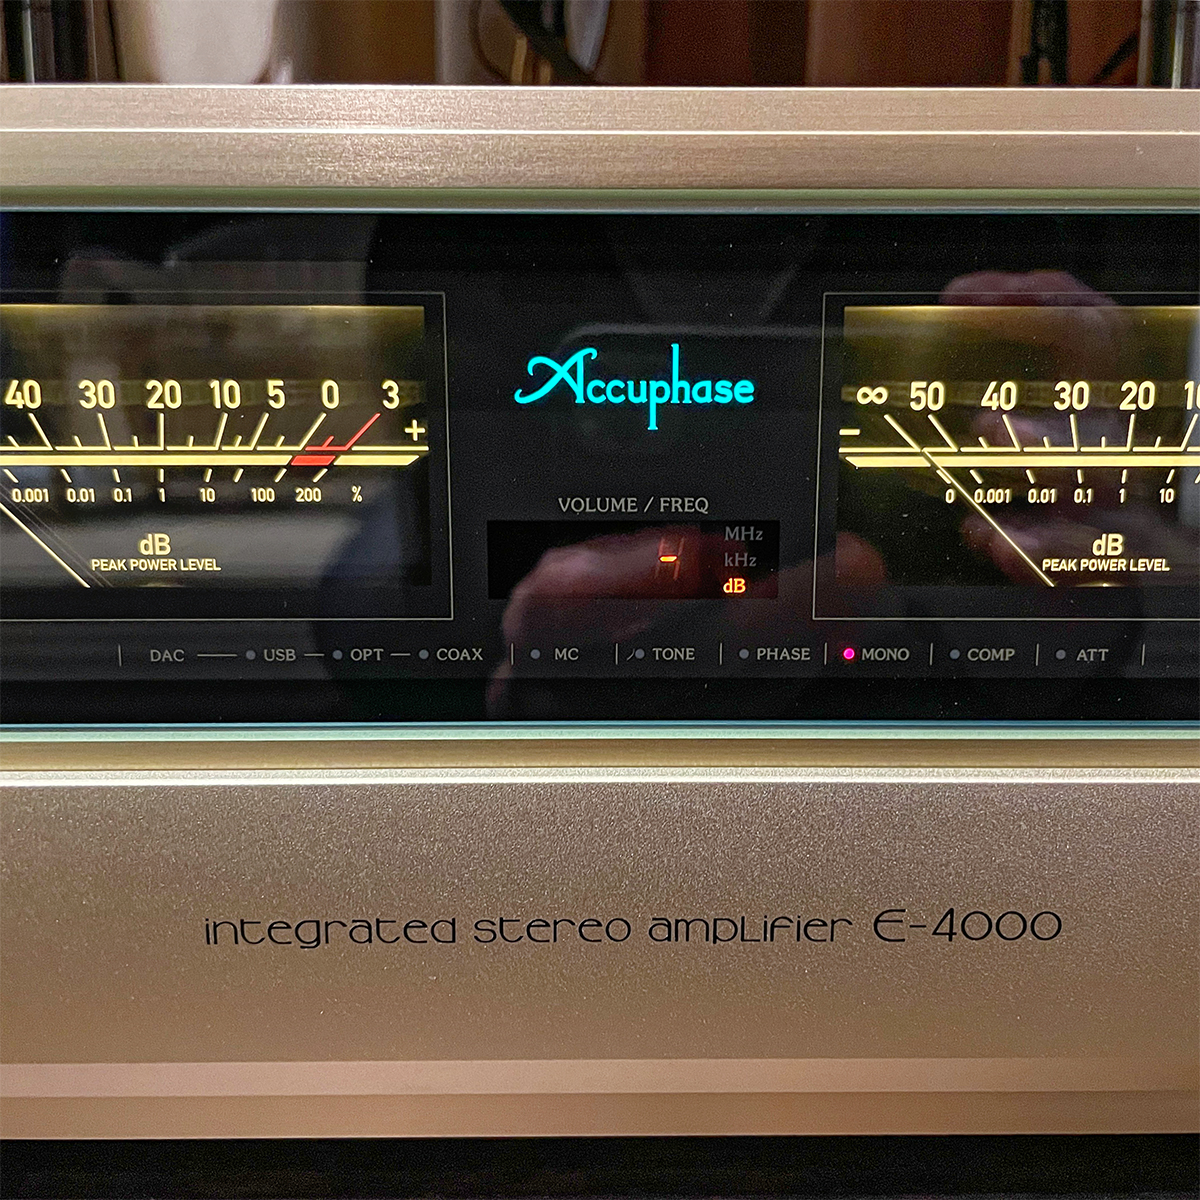 Accuphase
40 30 20 10 5 0 3
+
0.001 0.01 0.1 1 10 100 200 %
dB
PEAK POWER LEVEL
VOLUME / FREQ
MHz
kHz
- dB
∞ 50 40 30 20
-
0 0.001 0.01 0.1 1 10
dB
PEAK POWER LEVEL
DAC USB OPT COAX MC TONE PHASE MONO COMP ATT
integrated stereo amplifier E-4000